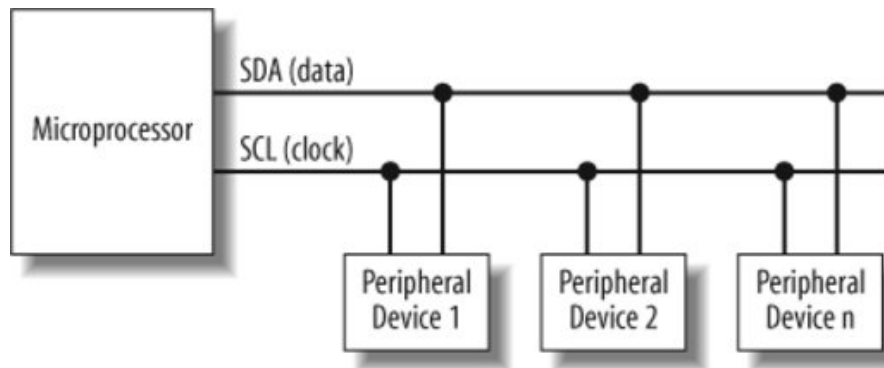 SDA (data)
Microprocessor
SCL (clock)
Peripheral
Device 1
Peripheral
Device 2
Peripheral
Device n